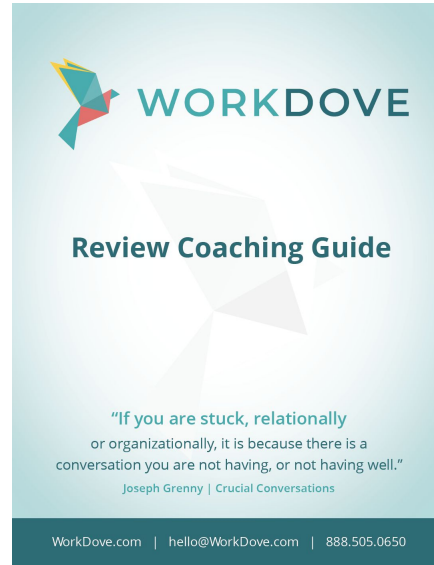 WORKDOVE
Review Coaching Guide
“If you are stuck, relationally
or organizationally, it is because there is a
conversation you are not having, or not having well.”
Joseph Grenny | Crucial Conversations
WorkDove.com | hello@WorkDove.com | 888.505.0650